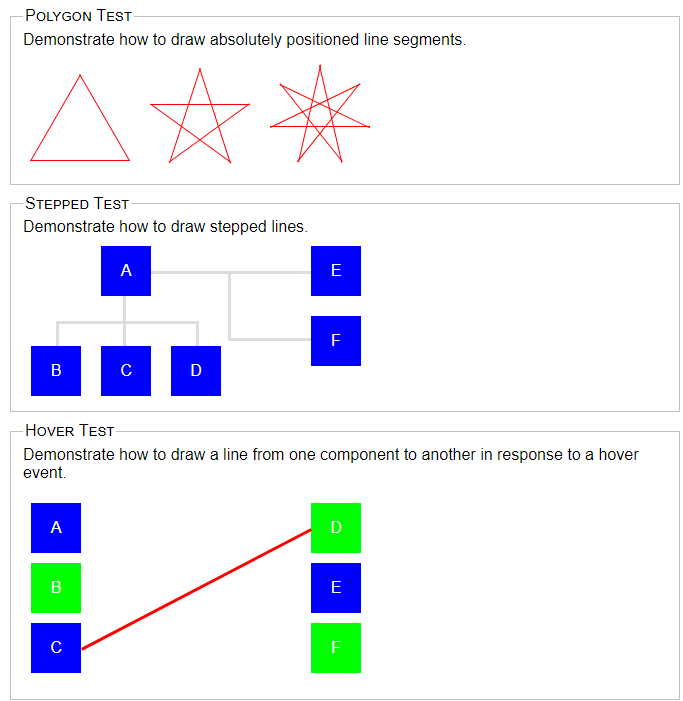 Polygon Test
Demonstrate how to draw absolutely positioned line segments.
Stepped Test
Demonstrate how to draw stepped lines.
A E
F
B C D
Hover Test
Demonstrate how to draw a line from one component to another in response to a hover
event.
A D
B E
C F